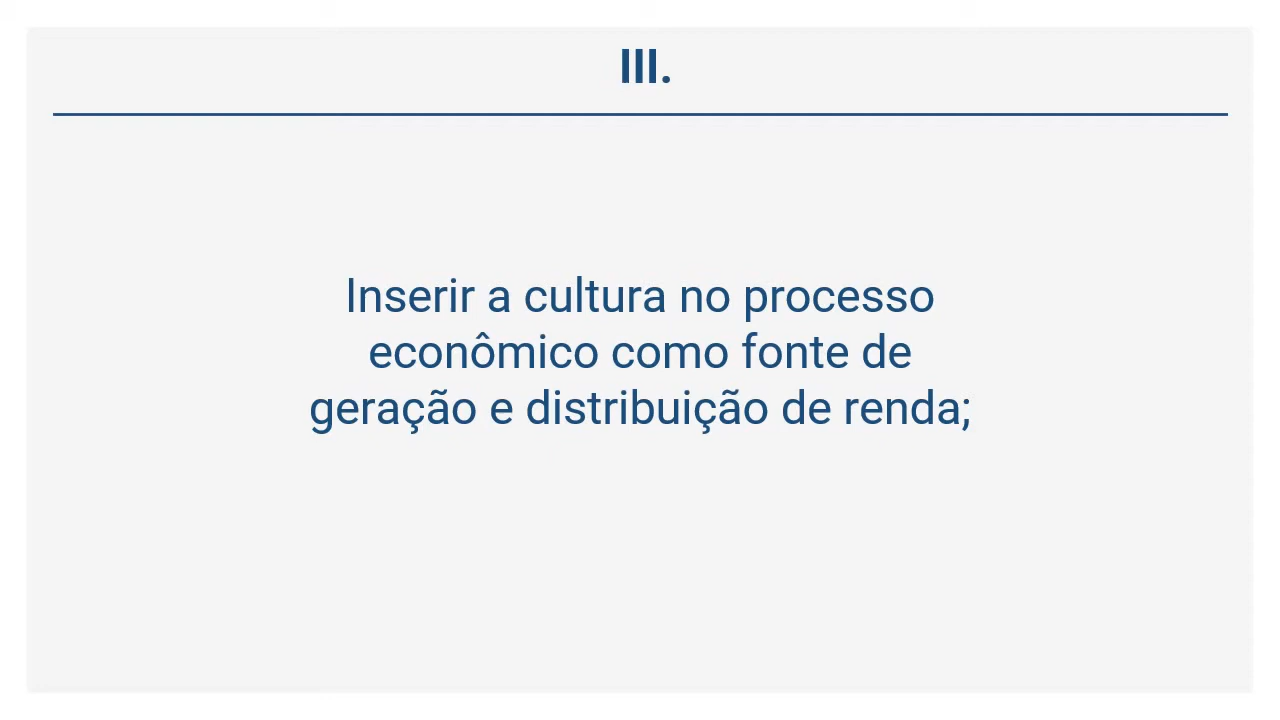 III.
Inserir a cultura no processo
econômico como fonte de
geração e distribuição de renda;